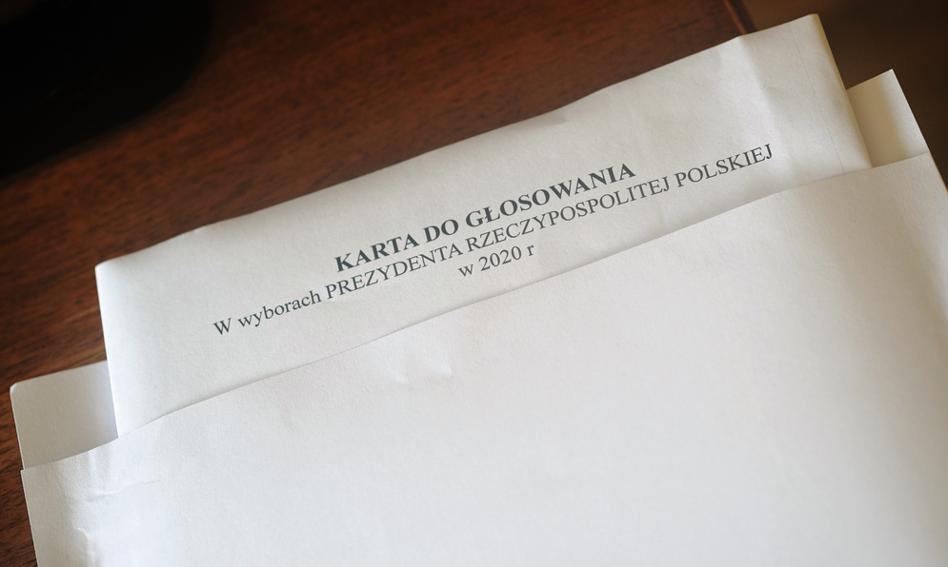 KARTA DO GŁOSOWANIA
W wyborach PREZYDENTA RZECZYPOSPOLITEJ POLSKIEJ
w 2020 r